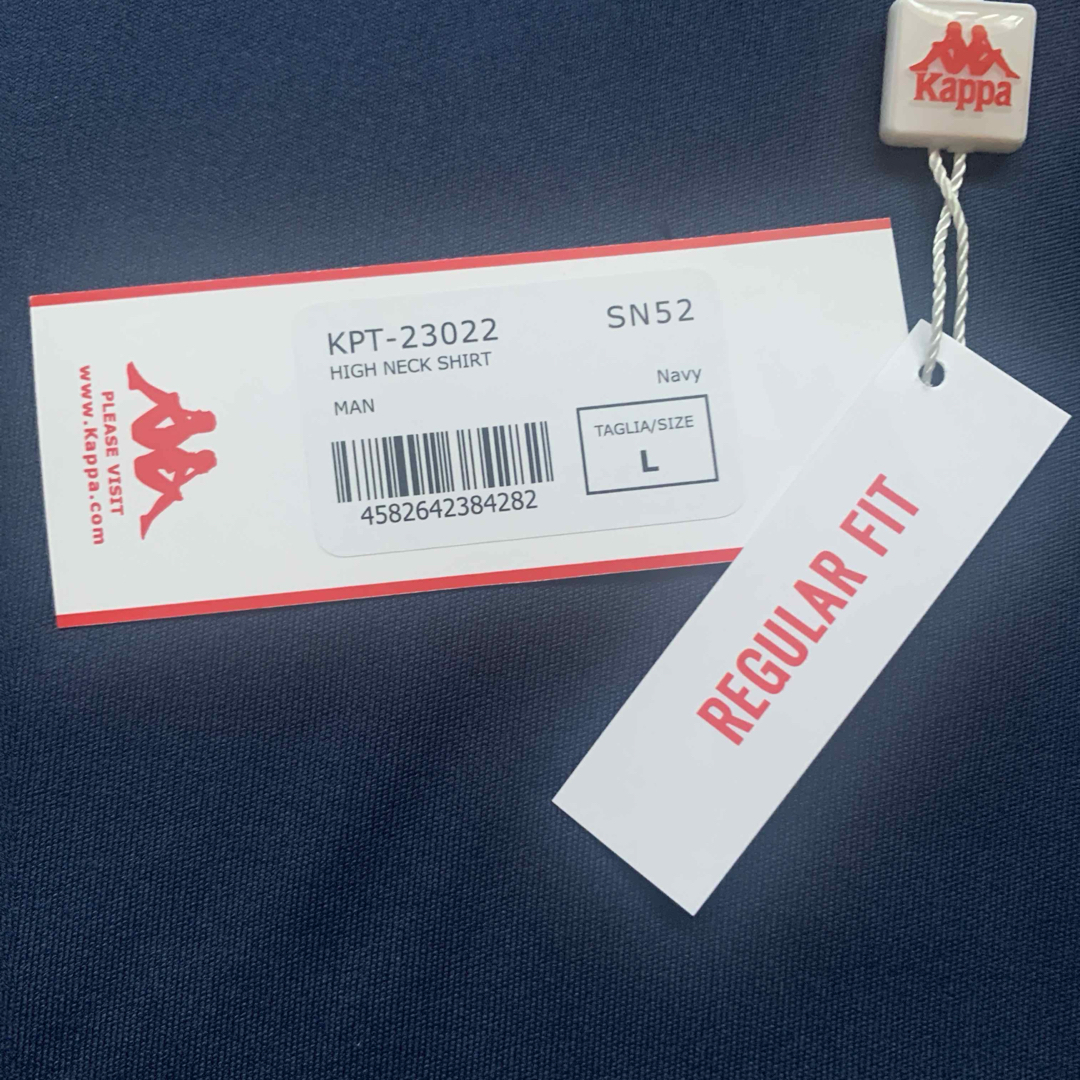 Kappa
KPT-23022
SN52
HIGH NECK SHIRT
Navy
MAN
TAGLIA/SIZE
L
4582642384282
PLEASE VISIT
www.Kappa.com
REGULAR FIT